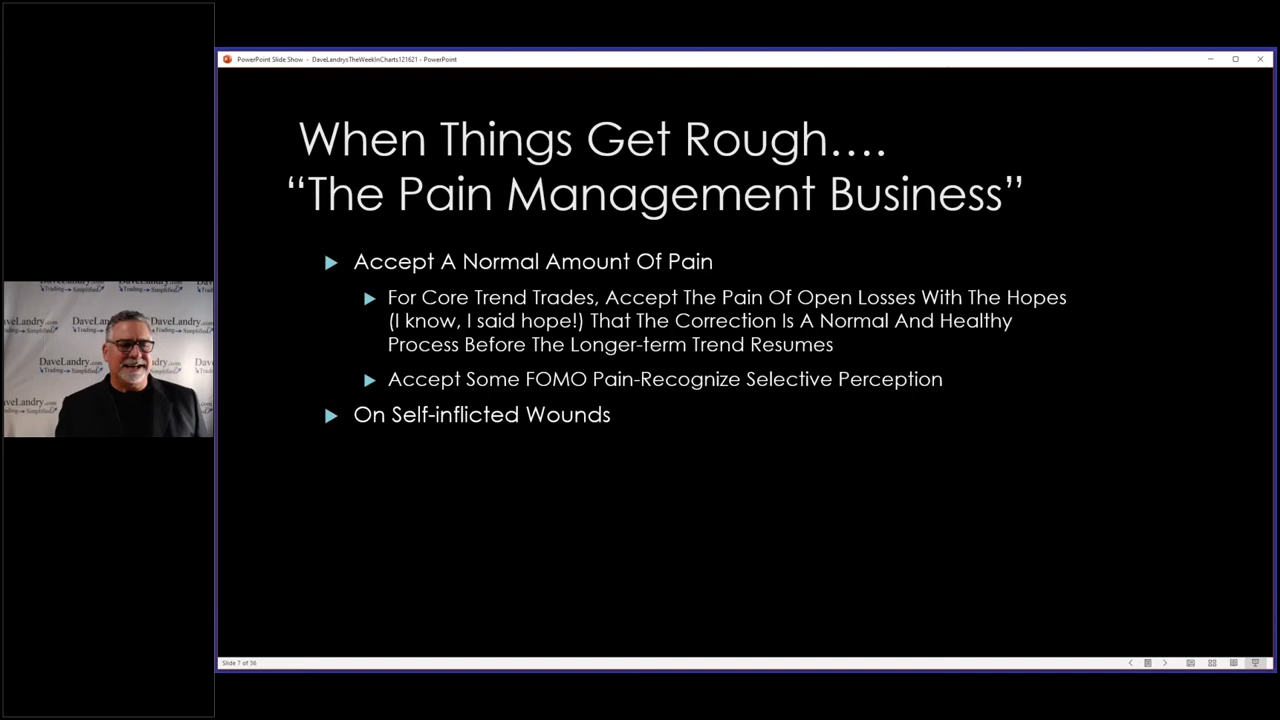 PowerPoint Slide Show - DaveLandrysTheWeekInCharts121621 - PowerPoint
When Things Get Rough….
“The Pain Management Business”
Accept A Normal Amount Of Pain
For Core Trend Trades, Accept The Pain Of Open Losses With The Hopes
(I know, I said hope!) That The Correction Is A Normal And Healthy
Process Before The Longer-term Trend Resumes
Accept Some FOMO Pain-Recognize Selective Perception
On Self-inflicted Wounds
DaveLandry.com
Trading Simplified
Slide 7 of 36